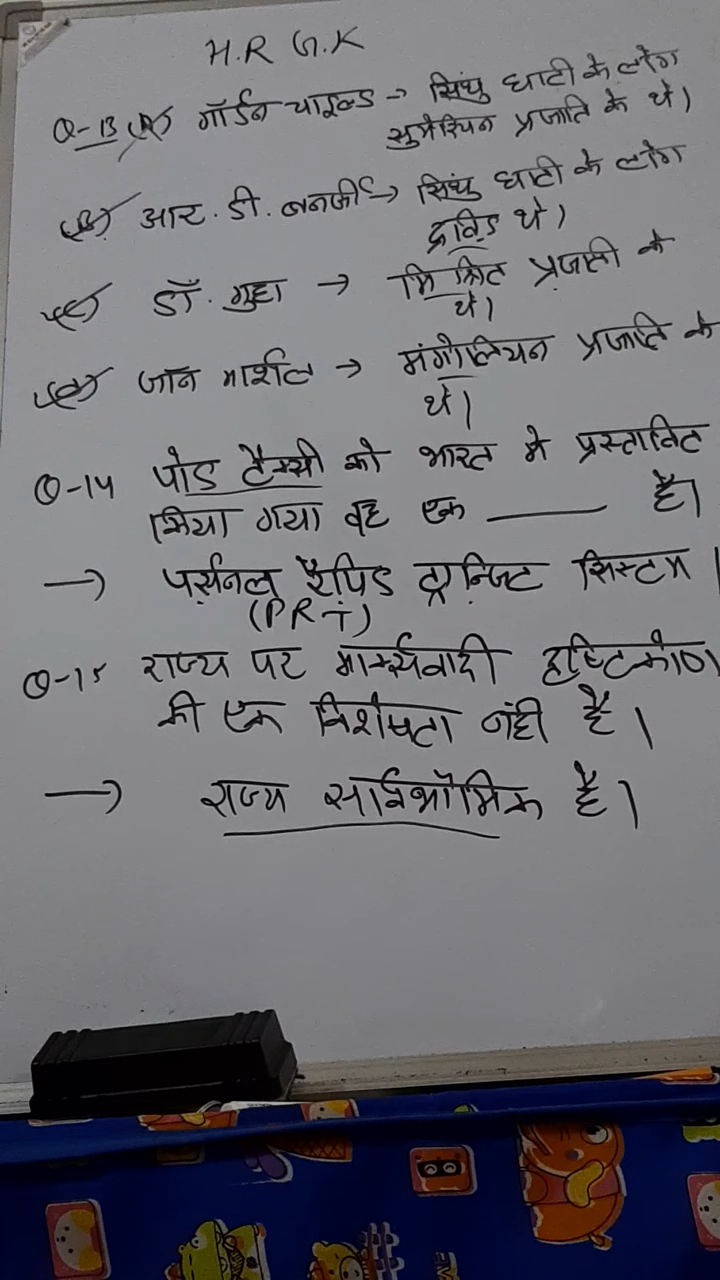 H.R G.K
Q-13 (A) गॉर्डन चाइल्ड → सिंधु घाटी के लोग
सुमेरियन प्रजाति के थे।
(B) आर. डी. बनर्जी → सिंधु घाटी के लोग
द्रविड़ थे।
(C) डॉ. गुहा → मिश्रित प्रजाती के
थे।
जॉन मार्शल → मंगोलियन प्रजाति के
थे।
Q-14 पोड टैक्सी को भारत मे प्रस्तावित
किया गया वह एक ______ है।
→ पर्सनल रैपिड ट्रान्जिट सिस्टम।
(PRT)
Q-15 राज्य पर मार्क्सवादी दृष्टिकोण
की एक विशेषता नहीं है।
→ राज्य सार्वभौमिक है।